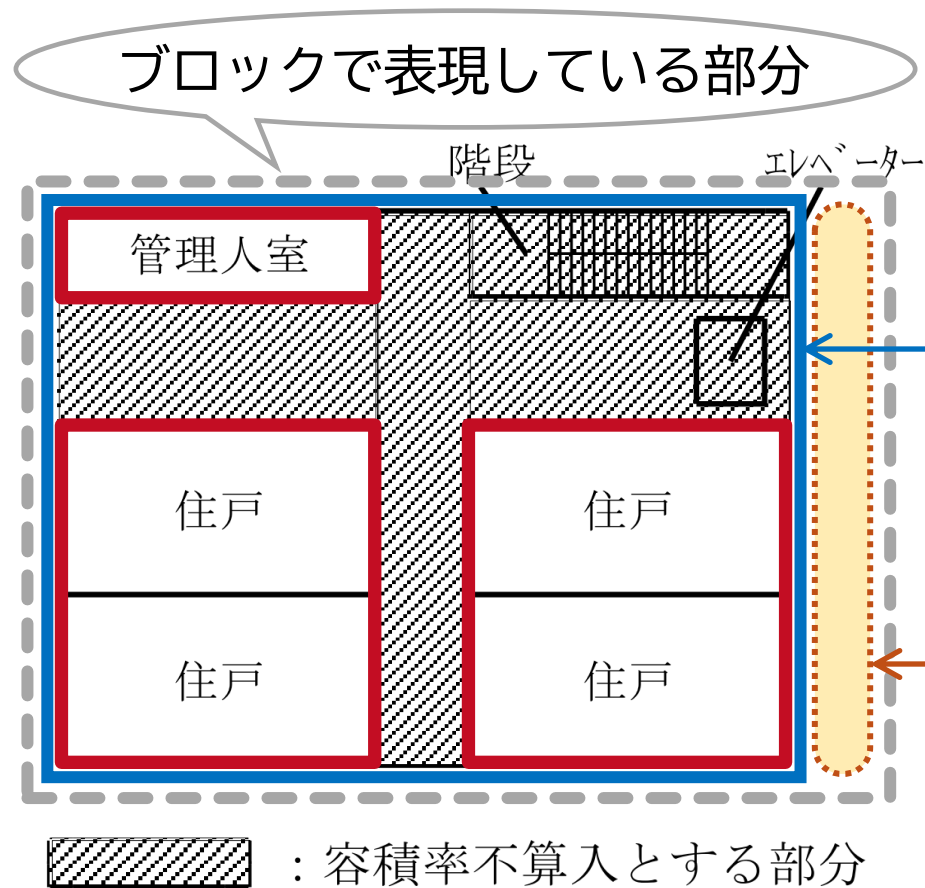 ブロックで表現している部分
階段
エレベーター
管理人室
住戸
住戸
住戸
住戸
：容積率不算入とする部分